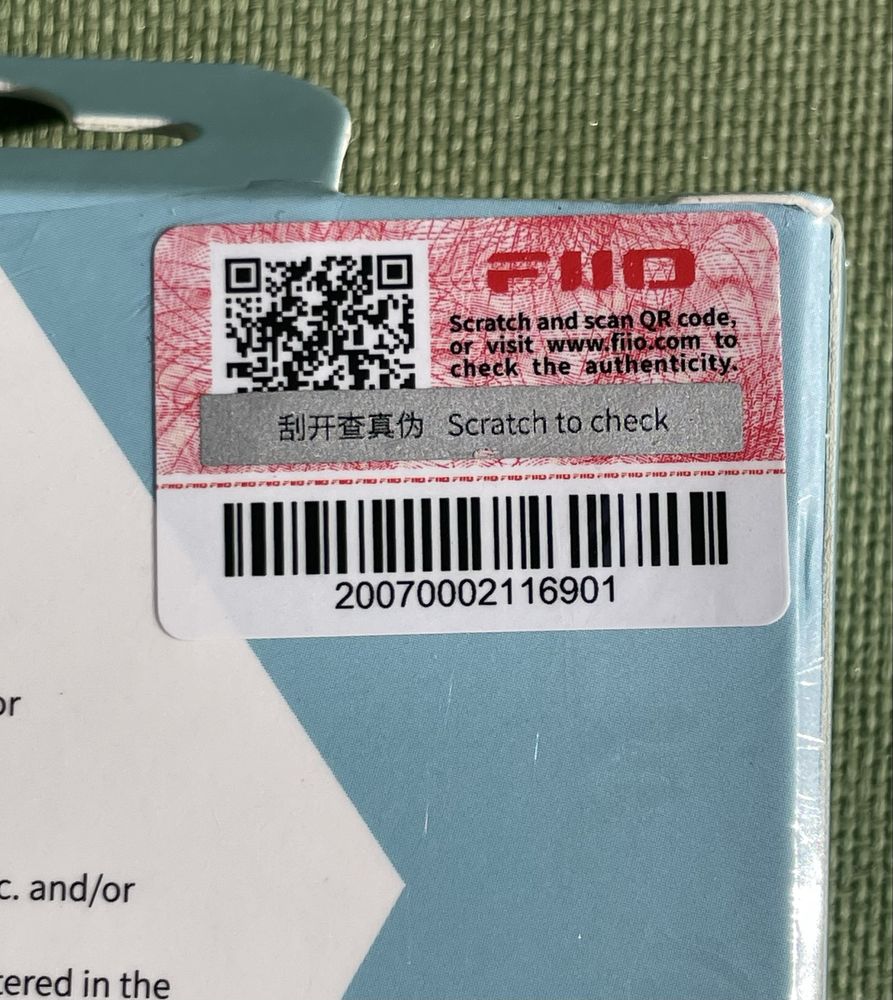 FIIO
Scratch and scan QR code,
or visit www.fiio.com to
check the authenticity.
刮开查真伪 Scratch to check
20070002116901
or
c. and/or
tered in the